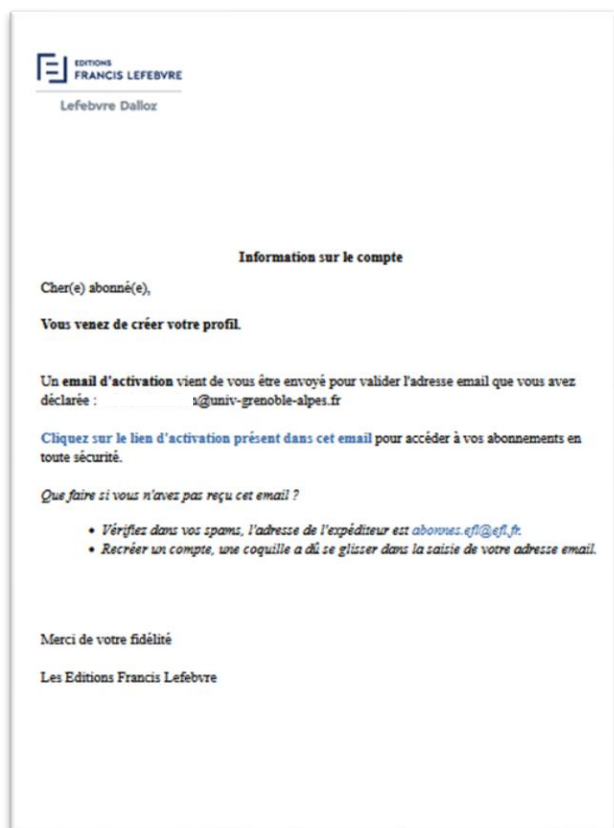 EDITIONS
FRANCIS LEFEBVRE
Lefebvre Dalloz
Information sur le compte
Cher(e) abonné(e),
Vous venez de créer votre profil.
Un email d'activation vient de vous être envoyé pour valider l'adresse email que vous avez
déclarée : @univ-grenoble-alpes.fr
Cliquez sur le lien d'activation présent dans cet email pour accéder à vos abonnements en
toute sécurité.
Que faire si vous n'avez pas reçu cet email ?
• Vérifiez dans vos spams, l'adresse de l'expéditeur est abonnes.efl@efl.fr.
• Recréer un compte, une coquille a dû se glisser dans la saisie de votre adresse email.
Merci de votre fidélité
Les Editions Francis Lefebvre